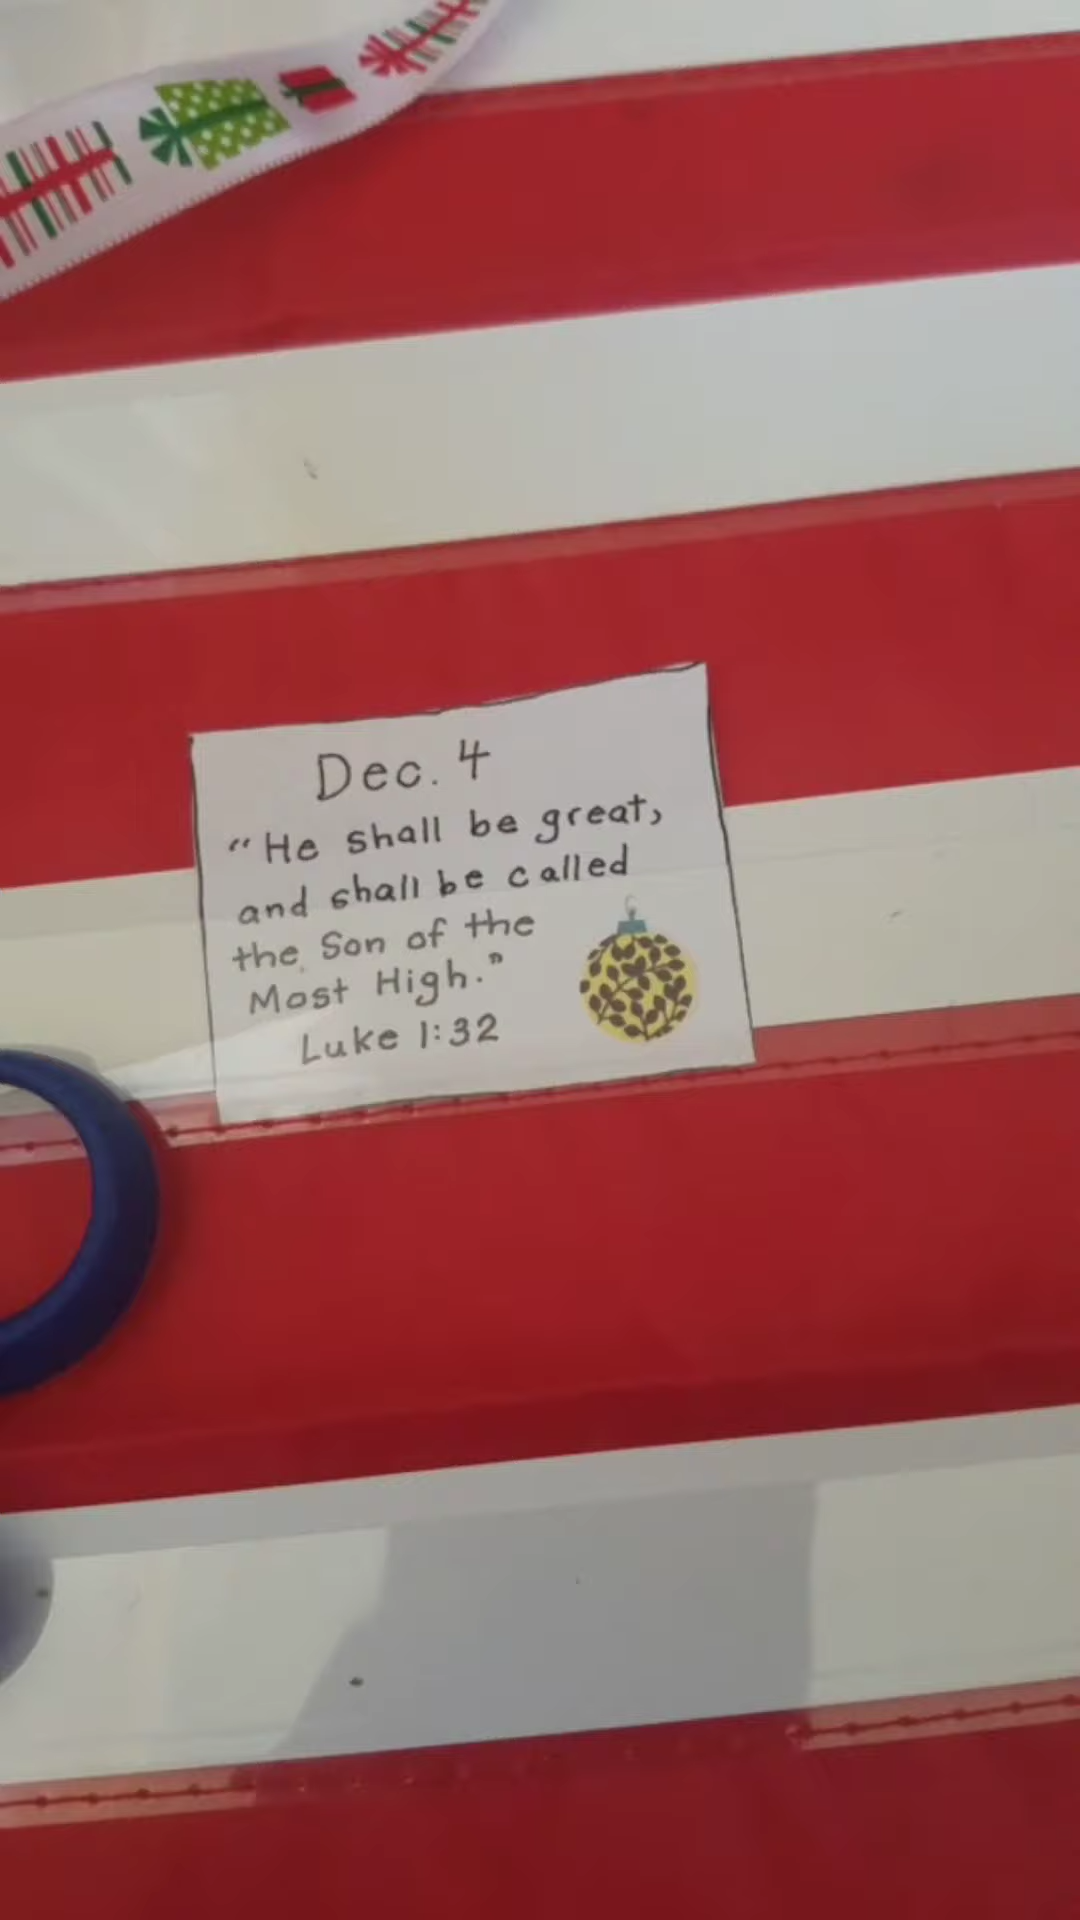 Dec. 4
"He shall be great,
and shall be called
the Son of the
Most High."
Luke 1:32